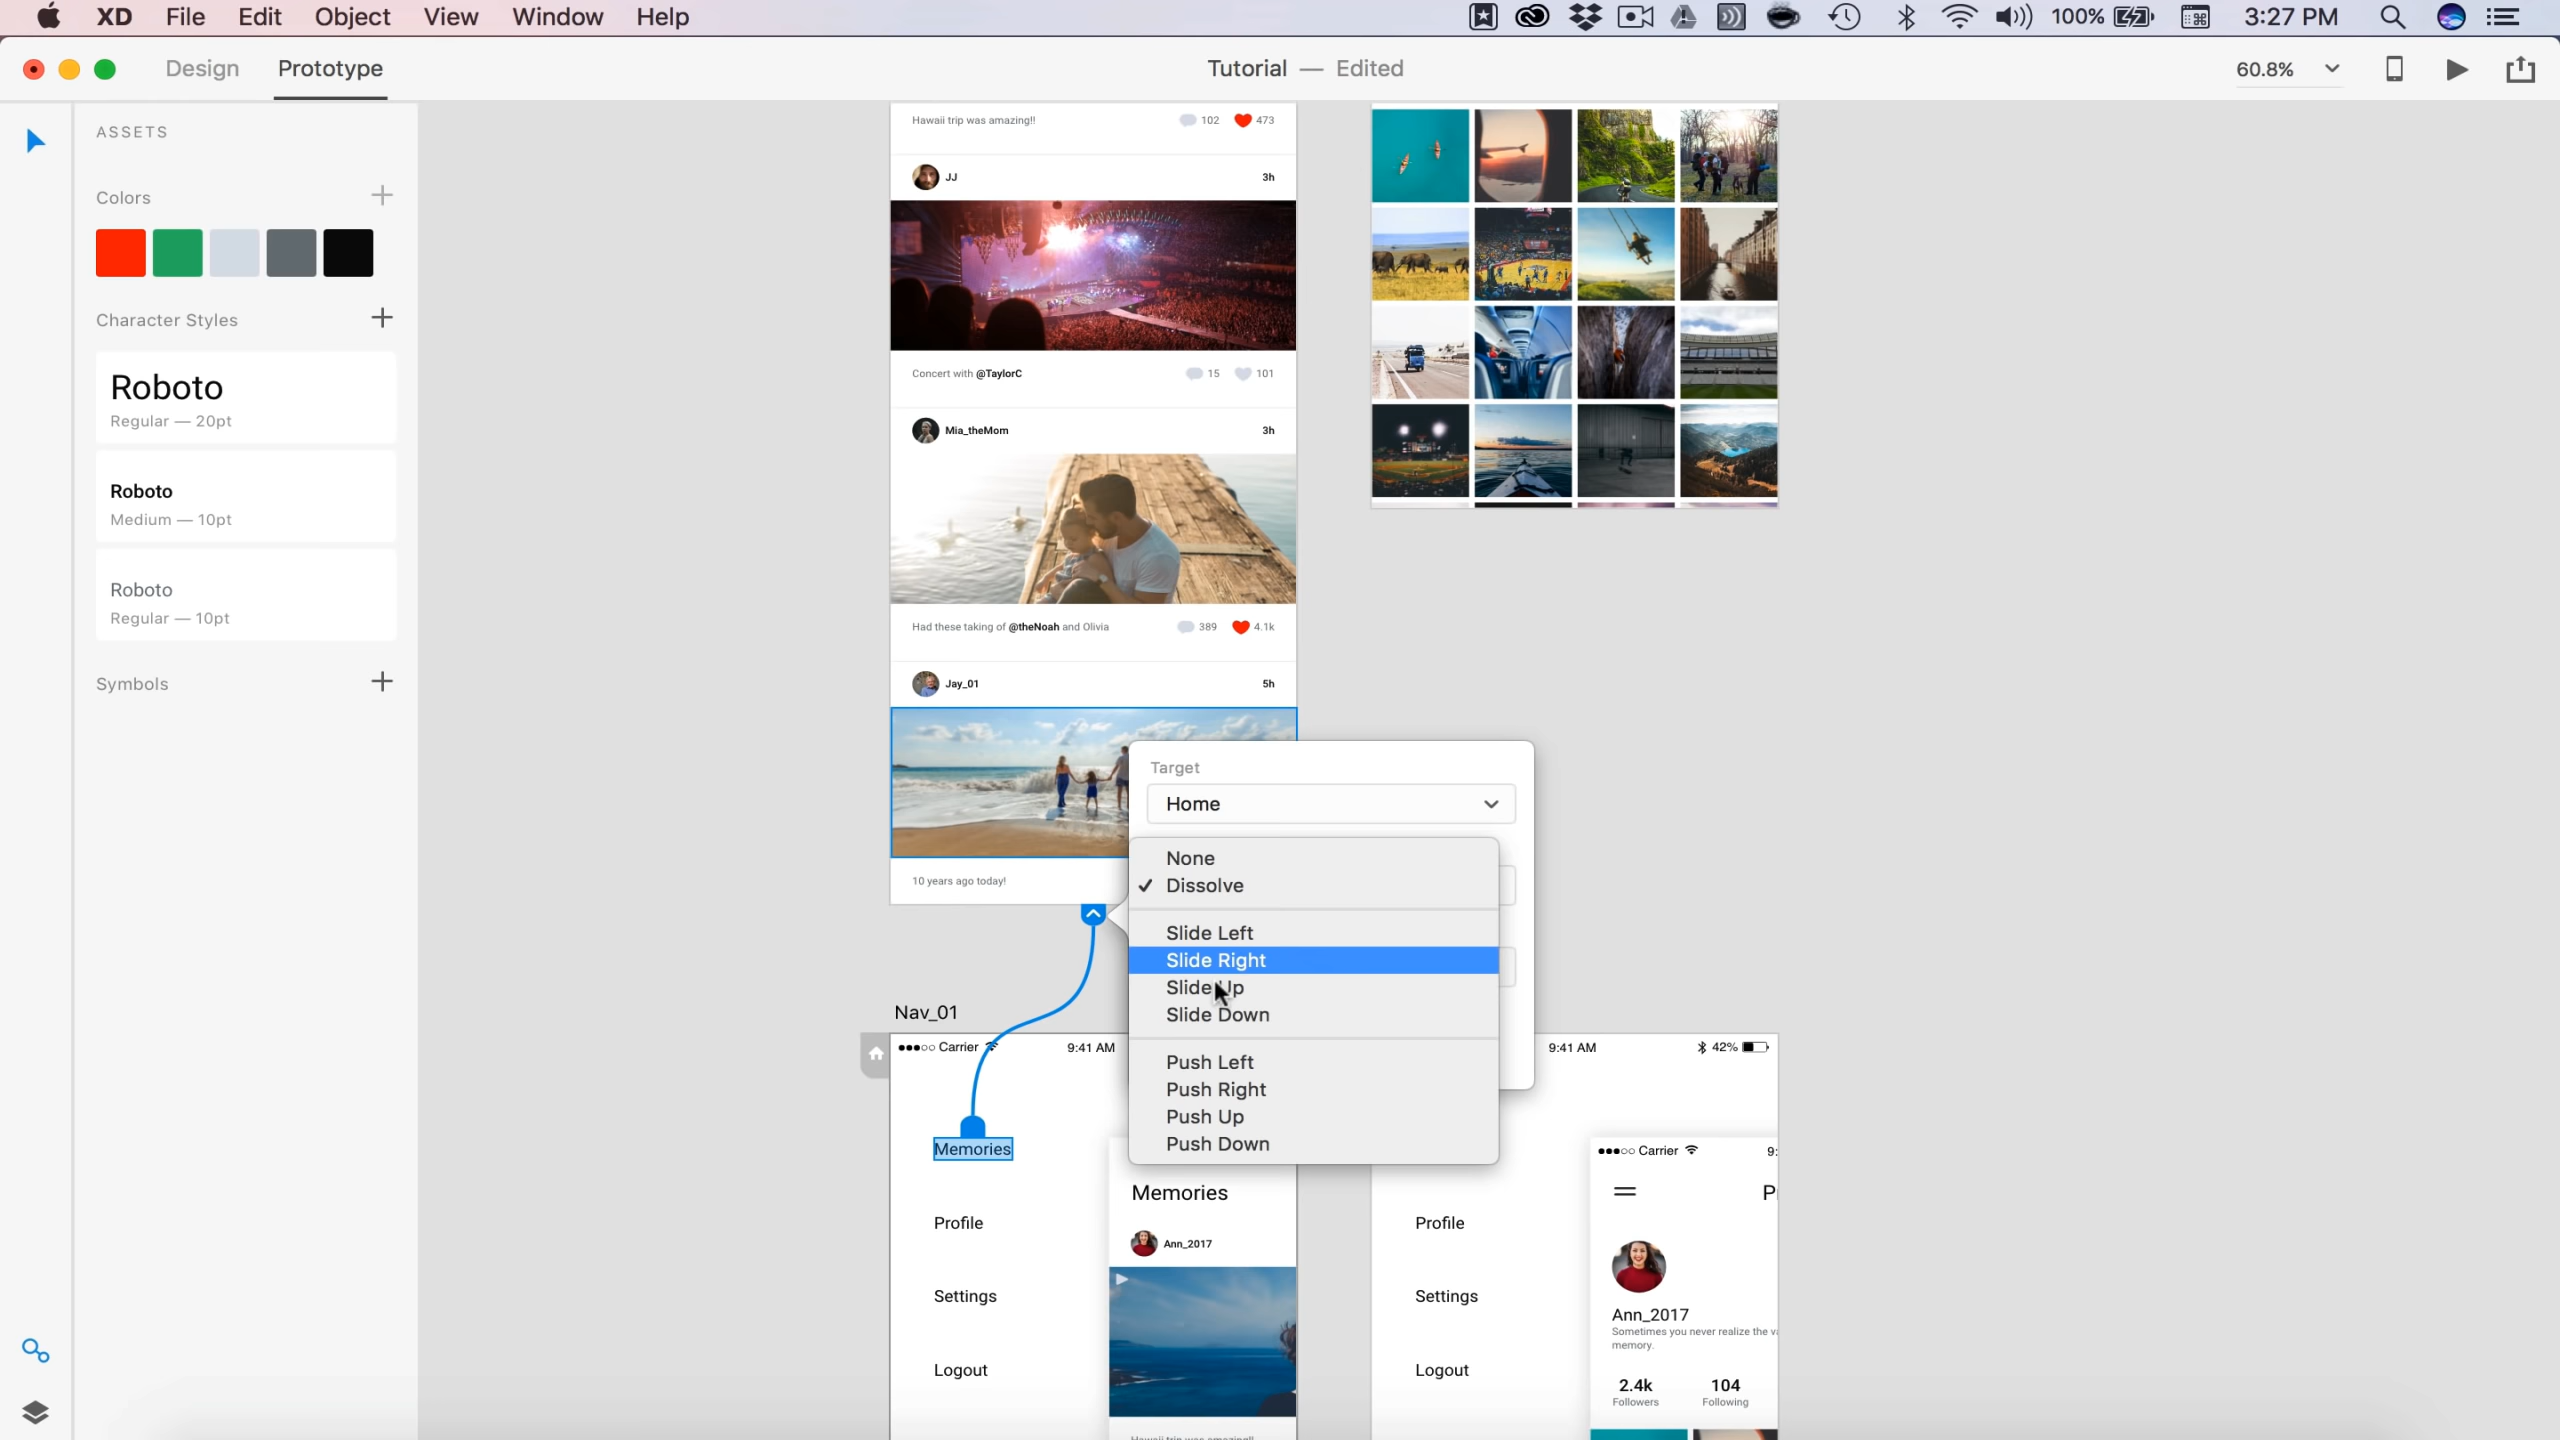 XD File Edit Object View Window Help 100% 3:27 PM
Design Prototype Tutorial — Edited 60.8%
ASSETS
Colors
Character Styles
Roboto
Regular — 20pt
Roboto
Medium — 10pt
Roboto
Regular — 10pt
Symbols
Hawaii trip was amazing!! 102 473
JJ 3h
Concert with @TaylorC 15 101
Mia_theMom 3h
Had these taking of @theNoah and Olivia 389 4.1k
Jay_01 5h
10 years ago today!
Target
Home
None
Dissolve
Slide Left
Slide Right
Slide Up
Slide Down
Push Left
Push Right
Push Up
Push Down
Nav_01
Carrier 9:41 AM
Memories
Profile
Settings
Logout
Memories
Ann_2017
9:41 AM 42%
Profile
Settings
Logout
Carrier 9:
P
Ann_2017
Sometimes you never realize the v
memory.
2.4k 104
Followers Following